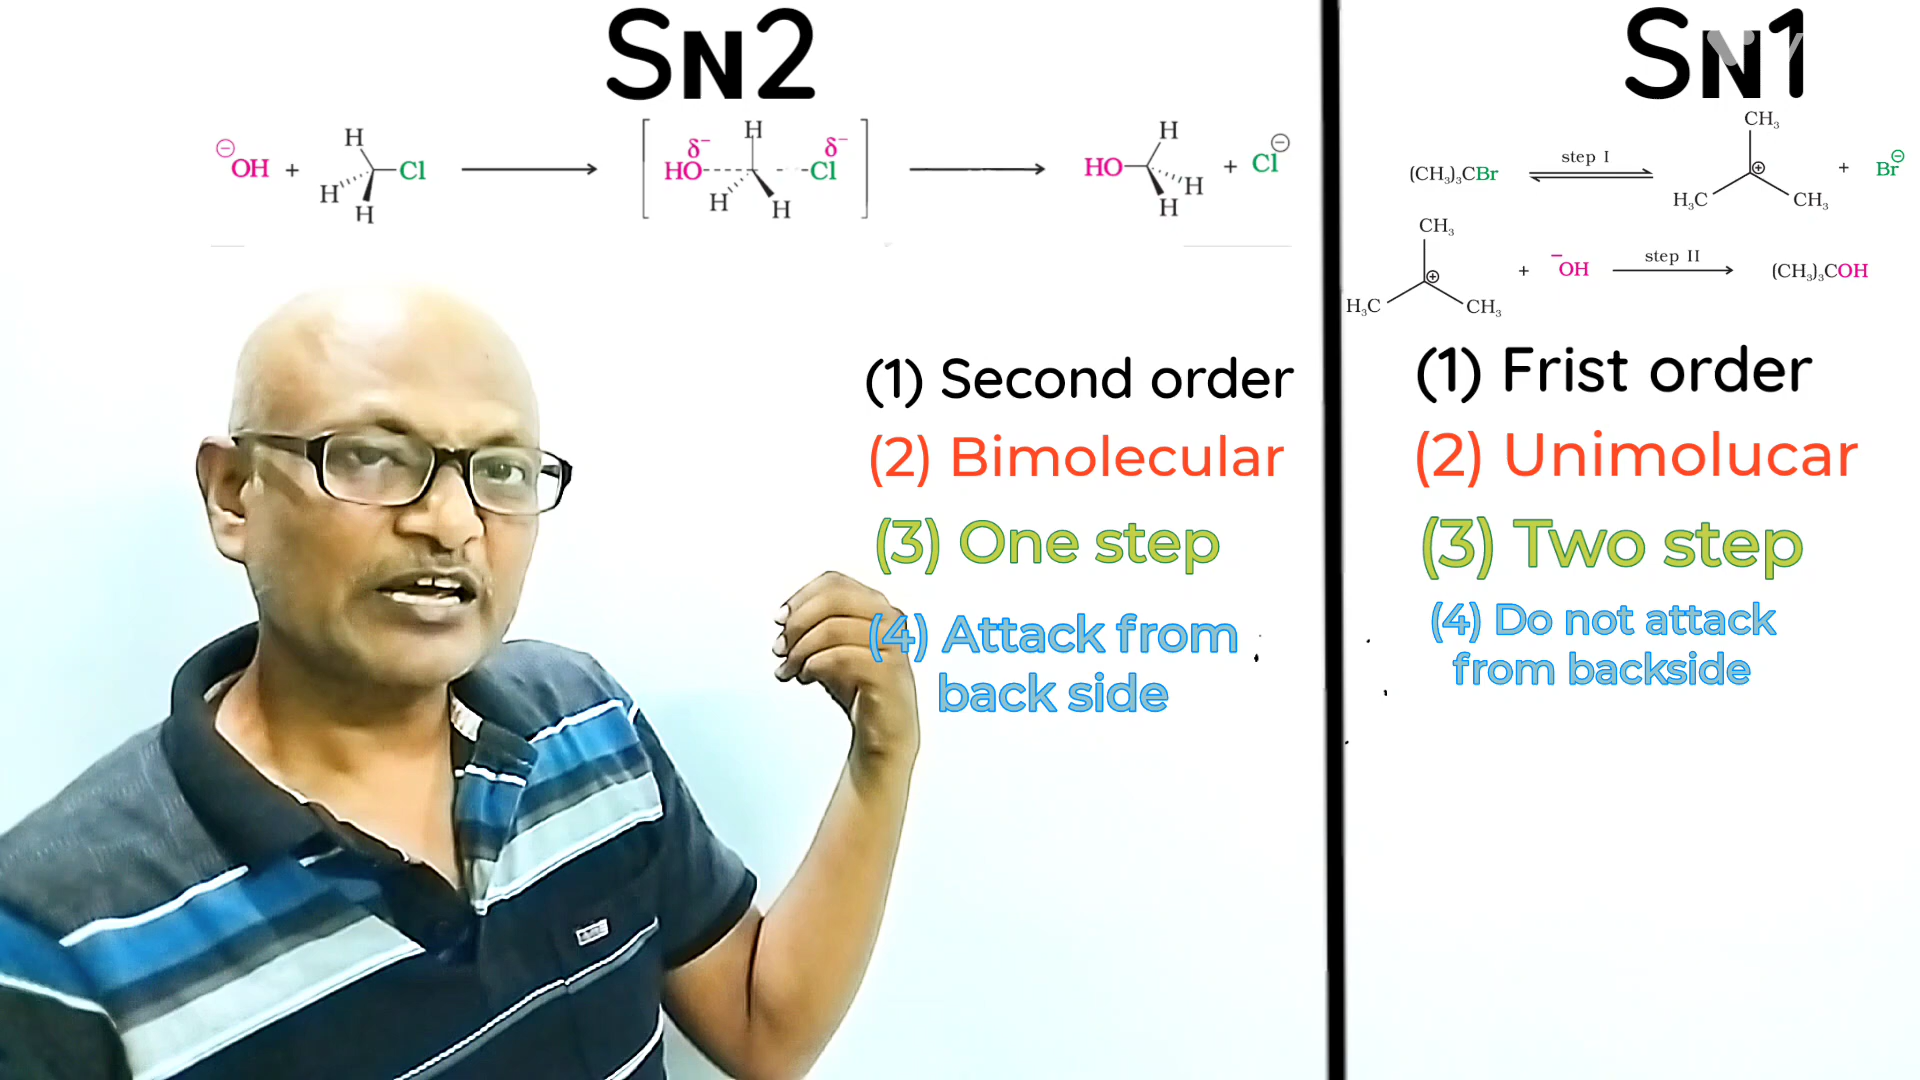 SN2
⊖OH + H H H Cl
[HO δ⁻ H H H Cl δ⁻]
HO H H H + Cl⊖
(1) Second order
(2) Bimolecular
(3) One step
(4) Attack from
back side
SN1
(CH₃)₃CBr step I CH₃ H₃C ⊕ CH₃ + Br⊖
CH₃ H₃C ⊕ CH₃ + ⁻OH step II (CH₃)₃COH
(1) Frist order
(2) Unimolucar
(3) Two step
(4) Do not attack
from backside